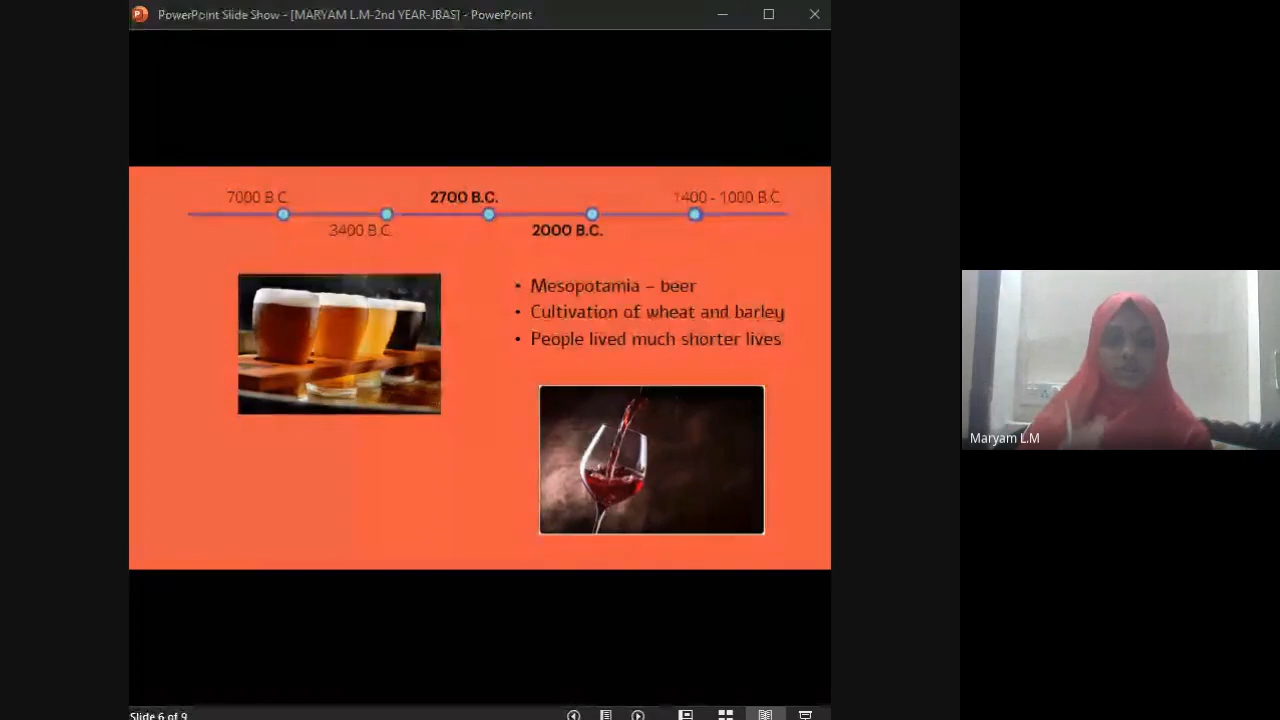 PowerPoint Slide Show - [MARYAM L.M-2nd YEAR-JBAS] - PowerPoint
7000 B.C.
2700 B.C.
1400 - 1000 B.C.
3400 B.C.
2000 B.C.
• Mesopotamia – beer
• Cultivation of wheat and barley
• People lived much shorter lives
Maryam L.M
Slide 6 of 9